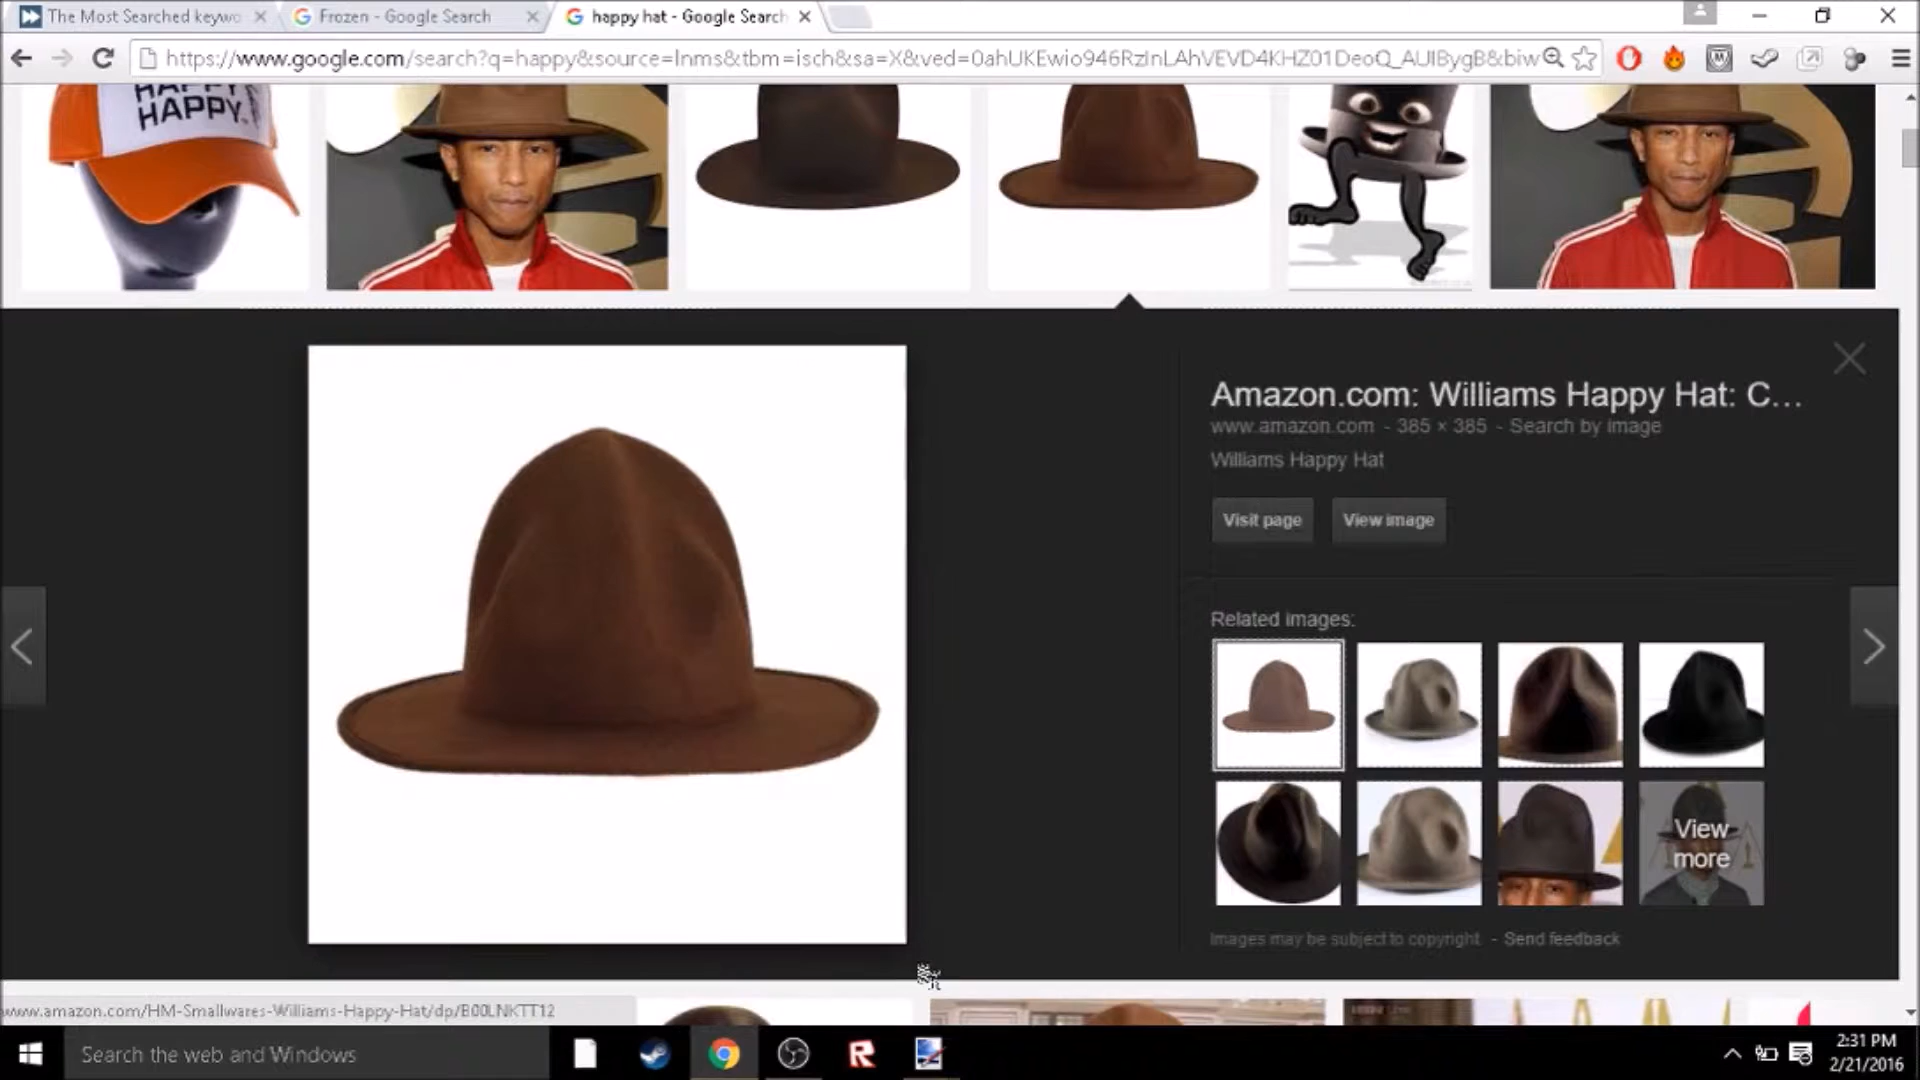 The Most Searched keywo
Frozen - Google Search
happy hat - Google Search
https://www.google.com/search?q=happy&source=lnms&tbm=isch&sa=X&ved=0ahUKEwio946RzInLAhVEVD4KHZ01DeoQ_AUIBygB&biw
HAPPY
HAPPY.
Amazon.com: Williams Happy Hat: C...
www.amazon.com - 385 × 385 - Search by image
Williams Happy Hat
Visit page
View image
Related images:
View
more
Images may be subject to copyright. - Send feedback
www.amazon.com/HM-Smallwares-Williams-Happy-Hat/dp/B00LNKTT12
Search the web and Windows
2:31 PM
2/21/2016